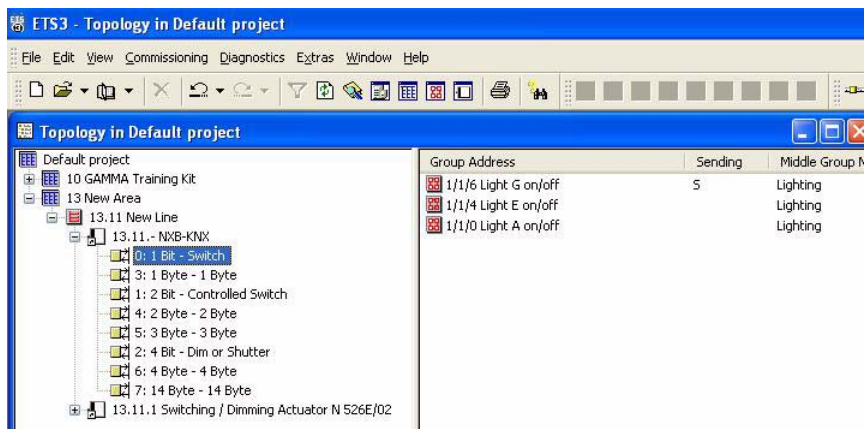 ETS3 - Topology in Default project
File Edit View Commissioning Diagnostics Extras Window Help
Topology in Default project
Default project
10 GAMMA Training Kit
13 New Area
13.11 New Line
13.11.- NXB-KNX
0: 1 Bit - Switch
3: 1 Byte - 1 Byte
1: 2 Bit - Controlled Switch
4: 2 Byte - 2 Byte
5: 3 Byte - 3 Byte
2: 4 Bit - Dim or Shutter
6: 4 Byte - 4 Byte
7: 14 Byte - 14 Byte
13.11.1 Switching / Dimming Actuator N 526E/02
Group Address Sending Middle Group N
1/1/6 Light G on/off S Lighting
1/1/4 Light E on/off Lighting
1/1/0 Light A on/off Lighting